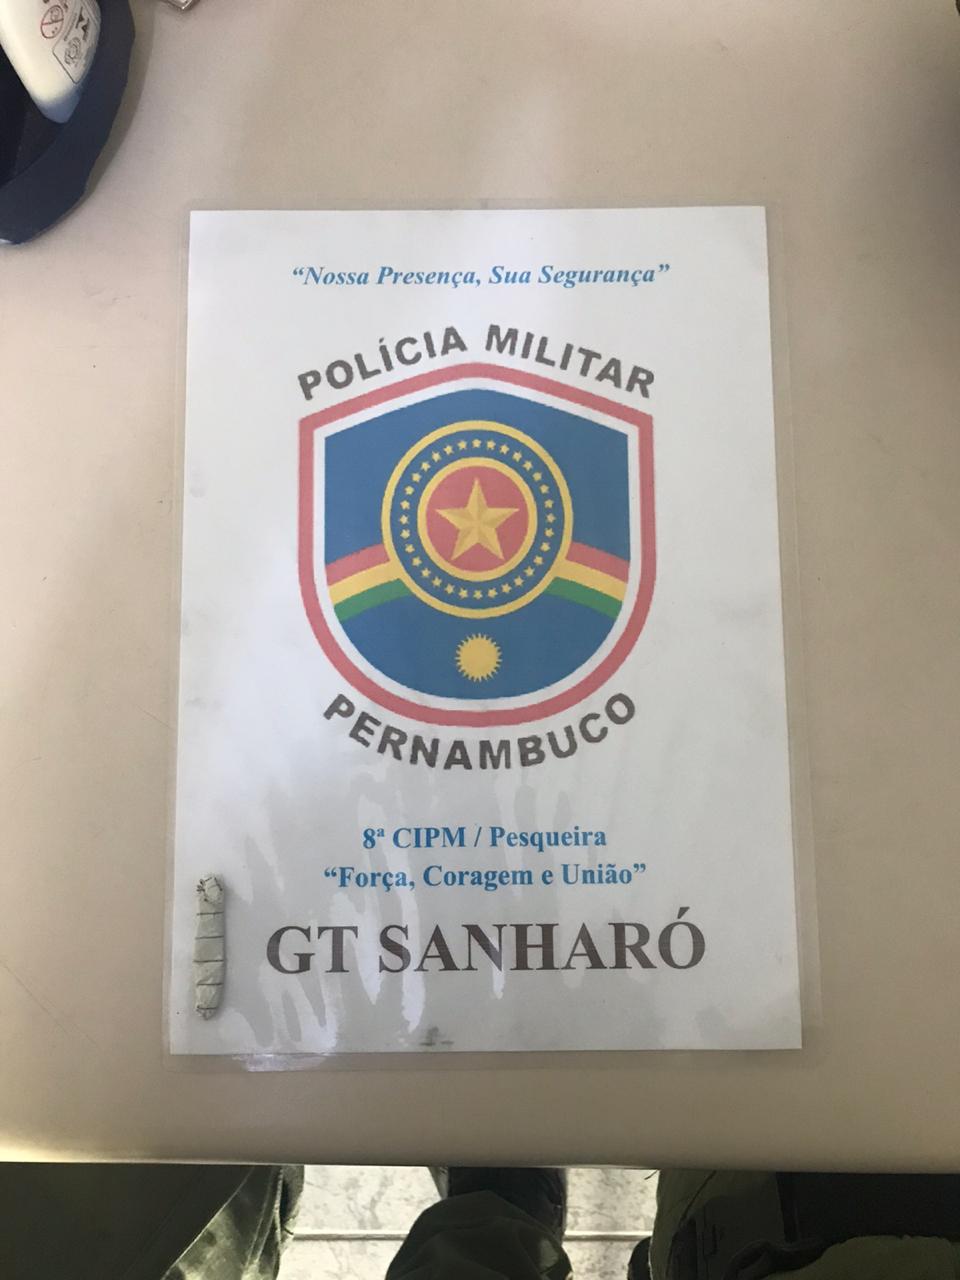 “Nossa Presença, Sua Segurança”
POLÍCIA MILITAR
PERNAMBUCO
8ª CIPM / Pesqueira
“Força, Coragem e União”
GT SANHARÓ